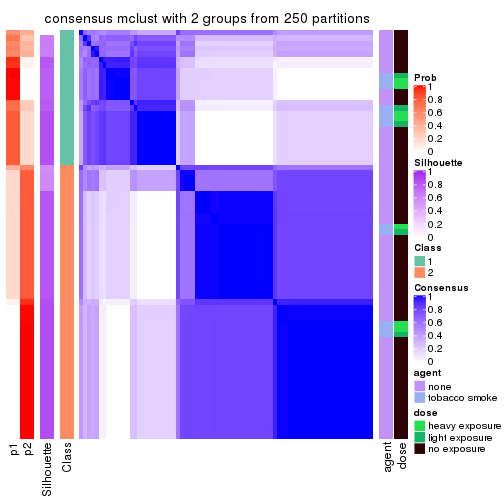 consensus mclust with 2 groups from 250 partitions
Prob
1
0.8
0.6
0.4
0.2
0
Silhouette
1
0.8
0.6
0.4
0.2
0
Class
1
2
Consensus
1
0.8
0.6
0.4
0.2
0
agent
none
tobacco smoke
dose
heavy exposure
light exposure
no exposure
p1
p2
Silhouette
Class
agent
dose